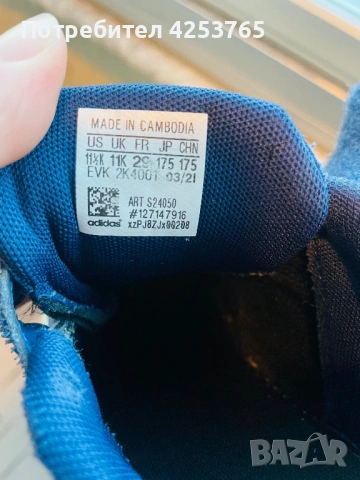 Потребител 4253765
MADE IN CAMBODIA
US UK FR JP CHN
11½K 11K 29 175 175
EVK 2K4001 03/21
ART S24050
#127147916
adidas xzPJ8ZJx00208
BAZAR